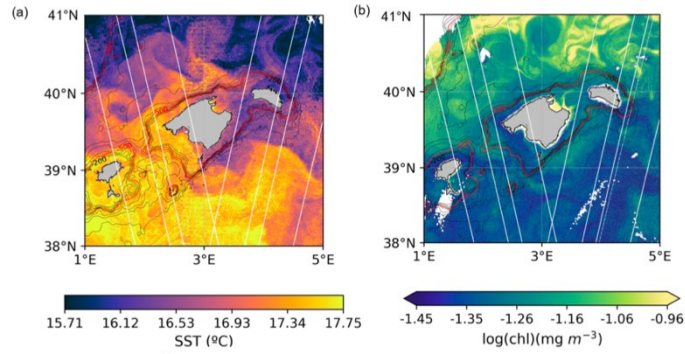 (a)
(b)
41°N
40°N
39°N
38°N
1°E
3°E
5°E
200
41°N
40°N
39°N
38°N
1°E
3°E
5°E
15.71 16.12 16.53 16.93 17.34 17.75
SST (ºC)
-1.45 -1.35 -1.26 -1.16 -1.06 -0.96
log(chl)(mg m⁻³)